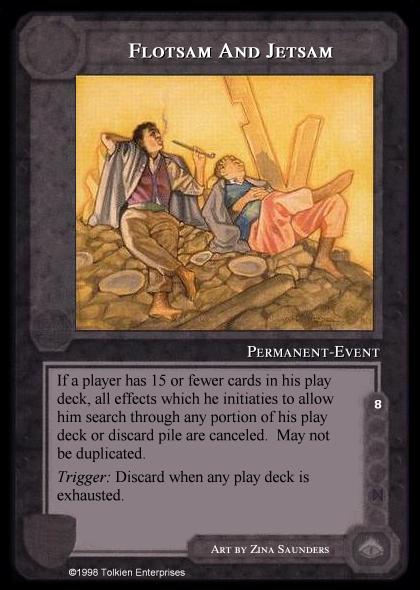 Flotsam And Jetsam
Permanent-Event
If a player has 15 or fewer cards in his play
deck, all effects which he initiaties to allow
him search through any portion of his play
deck or discard pile are canceled. May not
be duplicated.
Trigger: Discard when any play deck is
exhausted.
8
N
Art by Zina Saunders
©1998 Tolkien Enterprises